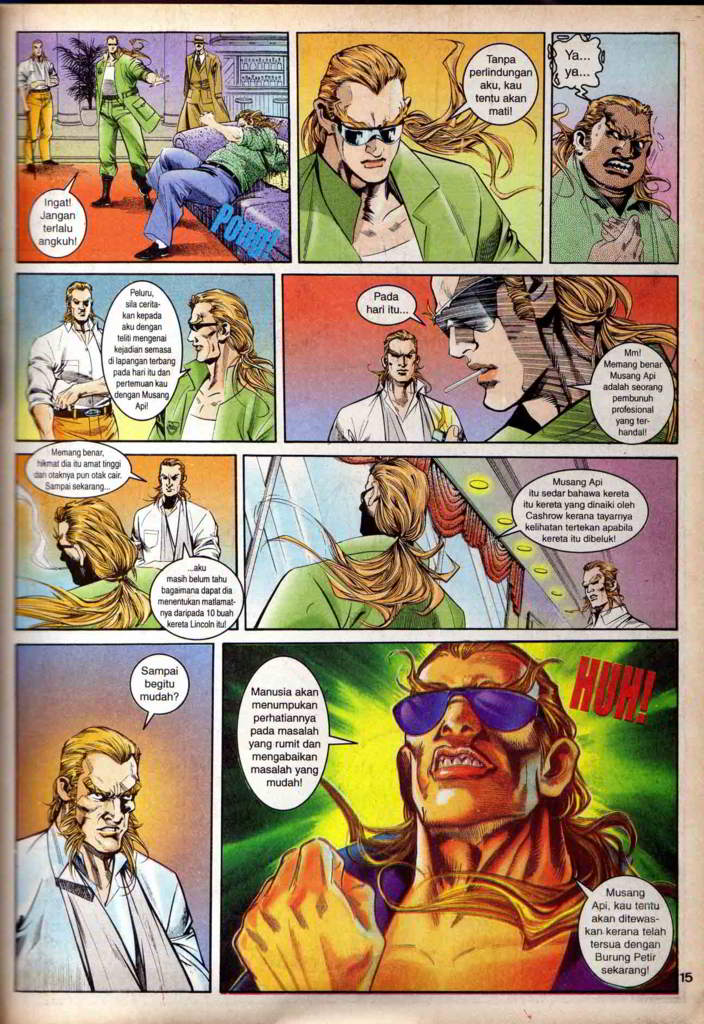 Ingat!
Jangan
terlalu
angkuh!
PONG!
Tanpa
perlindungan
aku, kau
tentu akan
mati!
Ya...
ya...
Peluru,
sila cerita-
kan kepada
aku dengan
teliti mengenai
kejadian semasa
di lapangan terbang
pada hari itu dan
pertemuan kau
dengan Musang
Api!
Pada
hari itu...
Mm!
Memang benar
Musang Api
adalah seorang
pembunuh
profesional
yang ter-
handal!
Memang benar,
hikmat dia itu amat tinggi
dan otaknya pun otak cair.
Sampai sekarang...
...aku
masih belum tahu
bagaimana dia dapat
menentukan matlamat-
nya daripada 10 buah
kereta Lincoln itu!
Musang Api
itu sedar bahawa kereta
itu kereta yang dinaiki oleh
Cashrow kerana tayarnya
kelihatan tertekan apabila
kereta itu dibeluk!
Sampai
begitu
mudah?
Manusia akan
menumpukan
perhatiannya
pada masalah
yang rumit dan
mengabaikan
masalah yang
mudah!
HUH!
Musang
Api, kau tentu
akan ditewas-
kan kerana telah
tersua dengan
Burung Petir
sekarang!
15